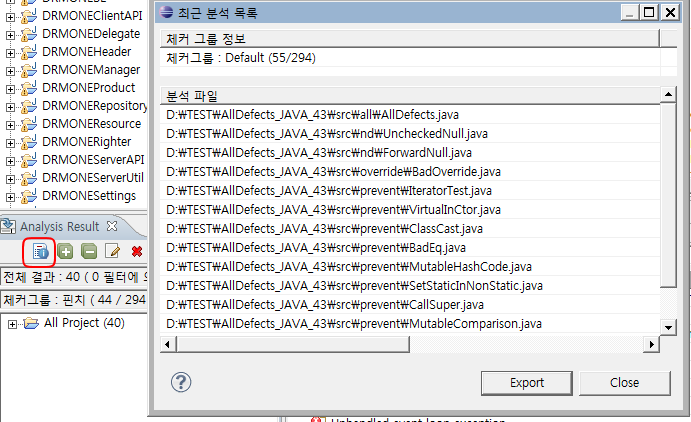 DRMONEClientAPI
DRMONEDelegate
DRMONEHeader
DRMONEManager
DRMONEProduct
DRMONERepository
DRMONEResource
DRMONERighter
DRMONEServerAPI
DRMONEServerUtil
DRMONESettings
Analysis Result
전체 결과 : 40 ( 0 필터에 의
체커그룹 : 핀치 ( 44 / 294
All Project (40)
최근 분석 목록
체커 그룹 정보
체커그룹 : Default (55/294)
분석 파일
D:₩TEST₩AllDefects_JAVA_43₩src₩all₩AllDefects.java
D:₩TEST₩AllDefects_JAVA_43₩src₩nd₩UncheckedNull.java
D:₩TEST₩AllDefects_JAVA_43₩src₩nd₩ForwardNull.java
D:₩TEST₩AllDefects_JAVA_43₩src₩override₩BadOverride.java
D:₩TEST₩AllDefects_JAVA_43₩src₩prevent₩IteratorTest.java
D:₩TEST₩AllDefects_JAVA_43₩src₩prevent₩VirtualInCtor.java
D:₩TEST₩AllDefects_JAVA_43₩src₩prevent₩ClassCast.java
D:₩TEST₩AllDefects_JAVA_43₩src₩prevent₩BadEq.java
D:₩TEST₩AllDefects_JAVA_43₩src₩prevent₩MutableHashCode.java
D:₩TEST₩AllDefects_JAVA_43₩src₩prevent₩SetStaticInNonStatic.java
D:₩TEST₩AllDefects_JAVA_43₩src₩prevent₩CallSuper.java
D:₩TEST₩AllDefects_JAVA_43₩src₩prevent₩MutableComparison.java
Export
Close
Unhandled event loop exception